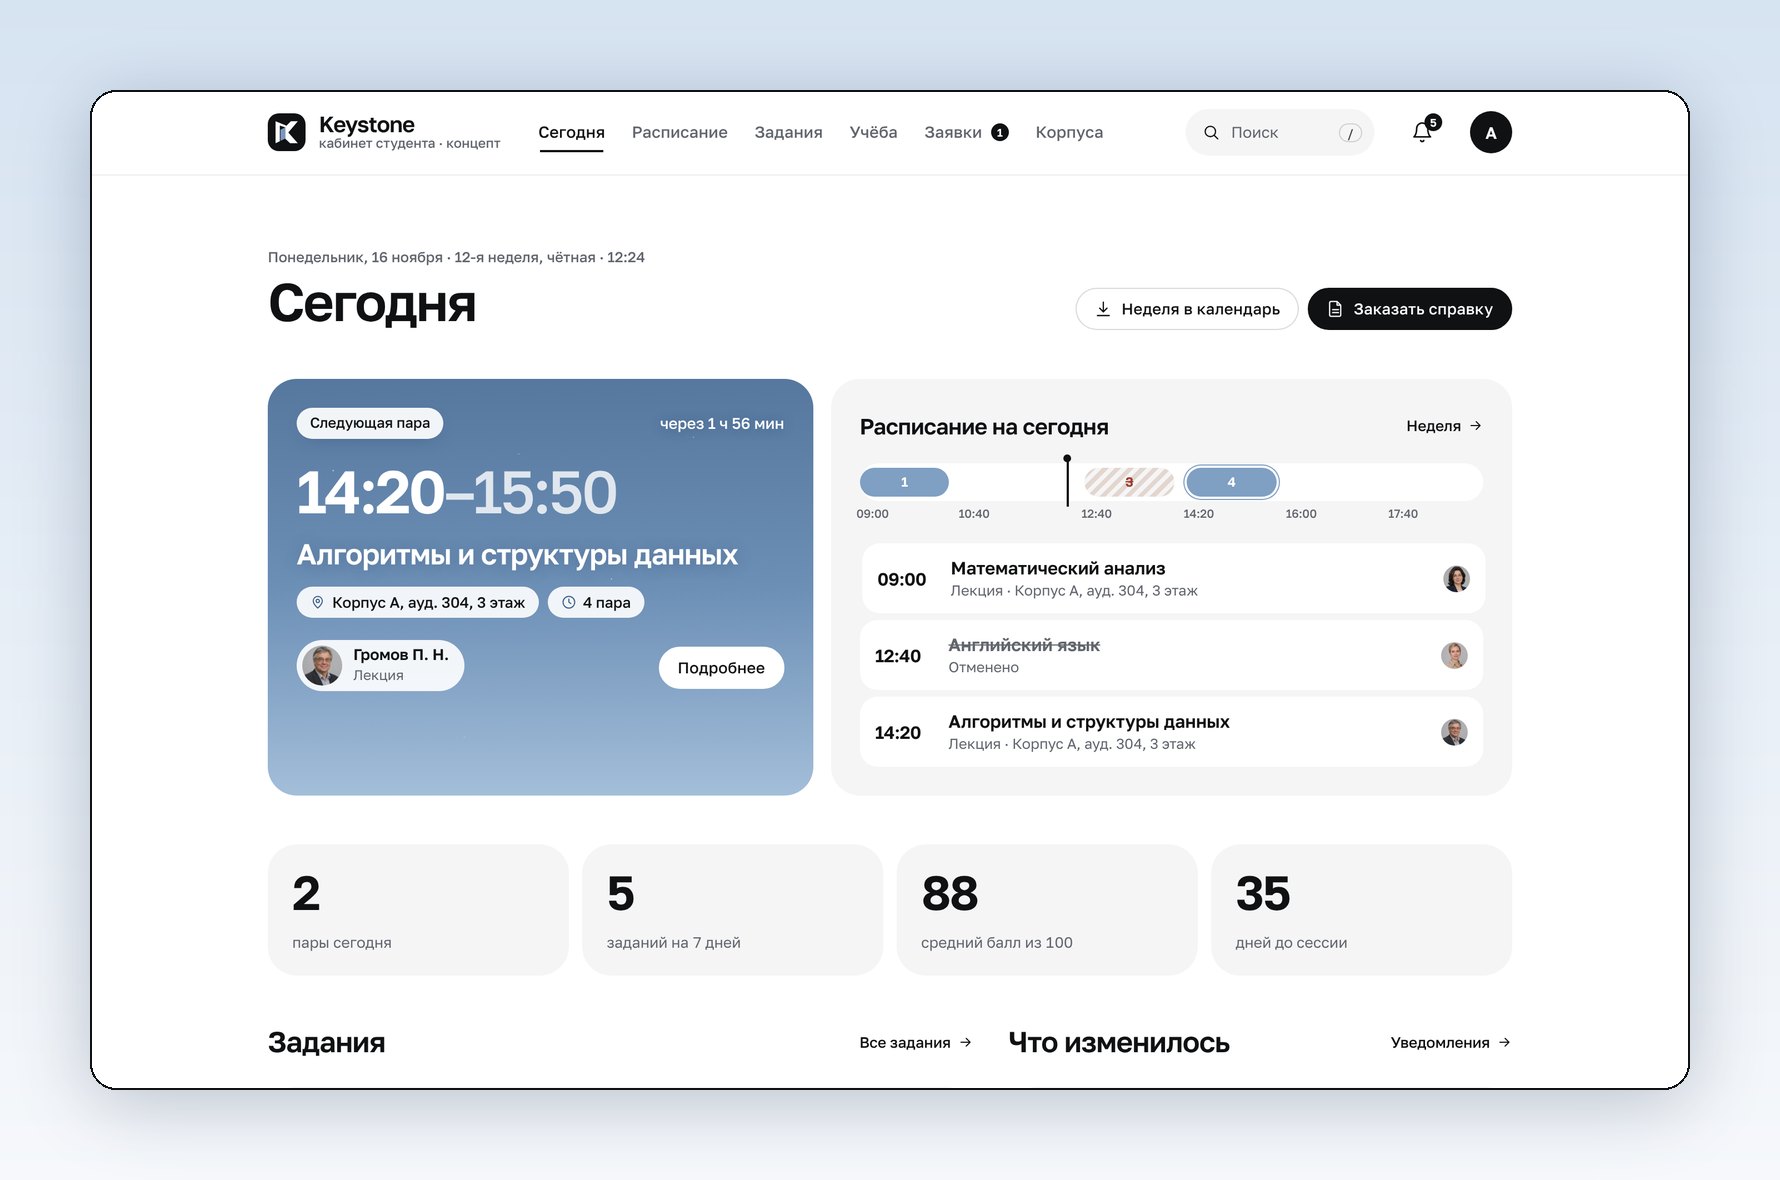 Keystone
кабинет студента · концепт
Сегодня
Расписание
Задания
Учёба
Заявки 1
Корпуса
Поиск /
5
A
Понедельник, 16 ноября · 12-я неделя, чётная · 12:24
Сегодня
Неделя в календарь
Заказать справку
Следующая пара
через 1 ч 56 мин
14:20–15:50
Алгоритмы и структуры данных
Корпус А, ауд. 304, 3 этаж
4 пара
Громов П. Н.
Лекция
Подробнее
Расписание на сегодня
Неделя →
1
3
4
09:00
10:40
12:40
14:20
16:00
17:40
09:00
Математический анализ
Лекция · Корпус А, ауд. 304, 3 этаж
12:40
Английский язык
Отменено
14:20
Алгоритмы и структуры данных
Лекция · Корпус А, ауд. 304, 3 этаж
2
пары сегодня
5
заданий на 7 дней
88
средний балл из 100
35
дней до сессии
Задания
Все задания →
Что изменилось
Уведомления →